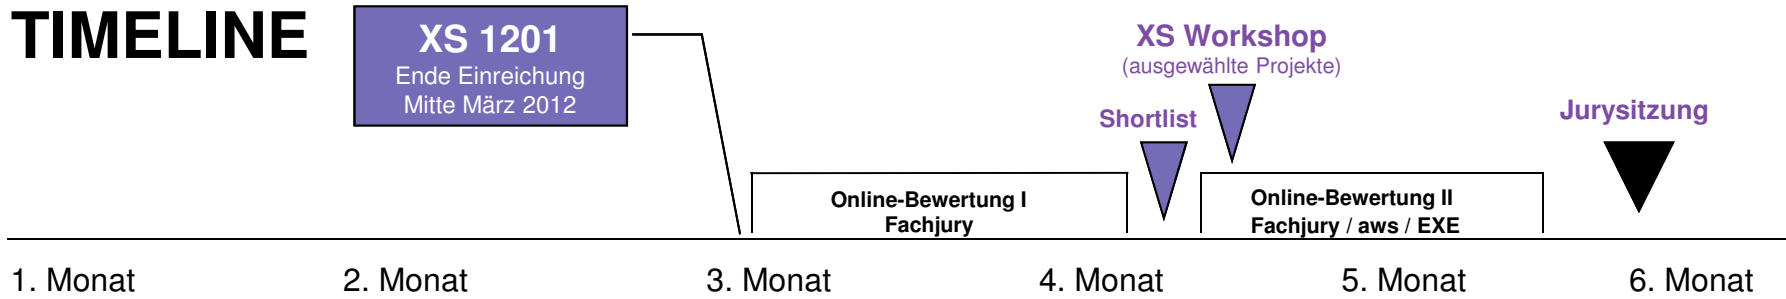 TIMELINE
XS 1201
Ende Einreichung
Mitte März 2012
XS Workshop
(ausgewählte Projekte)
Shortlist
Jurysitzung
Online-Bewertung I
Fachjury
Online-Bewertung II
Fachjury / aws / EXE
1. Monat
2. Monat
3. Monat
4. Monat
5. Monat
6. Monat